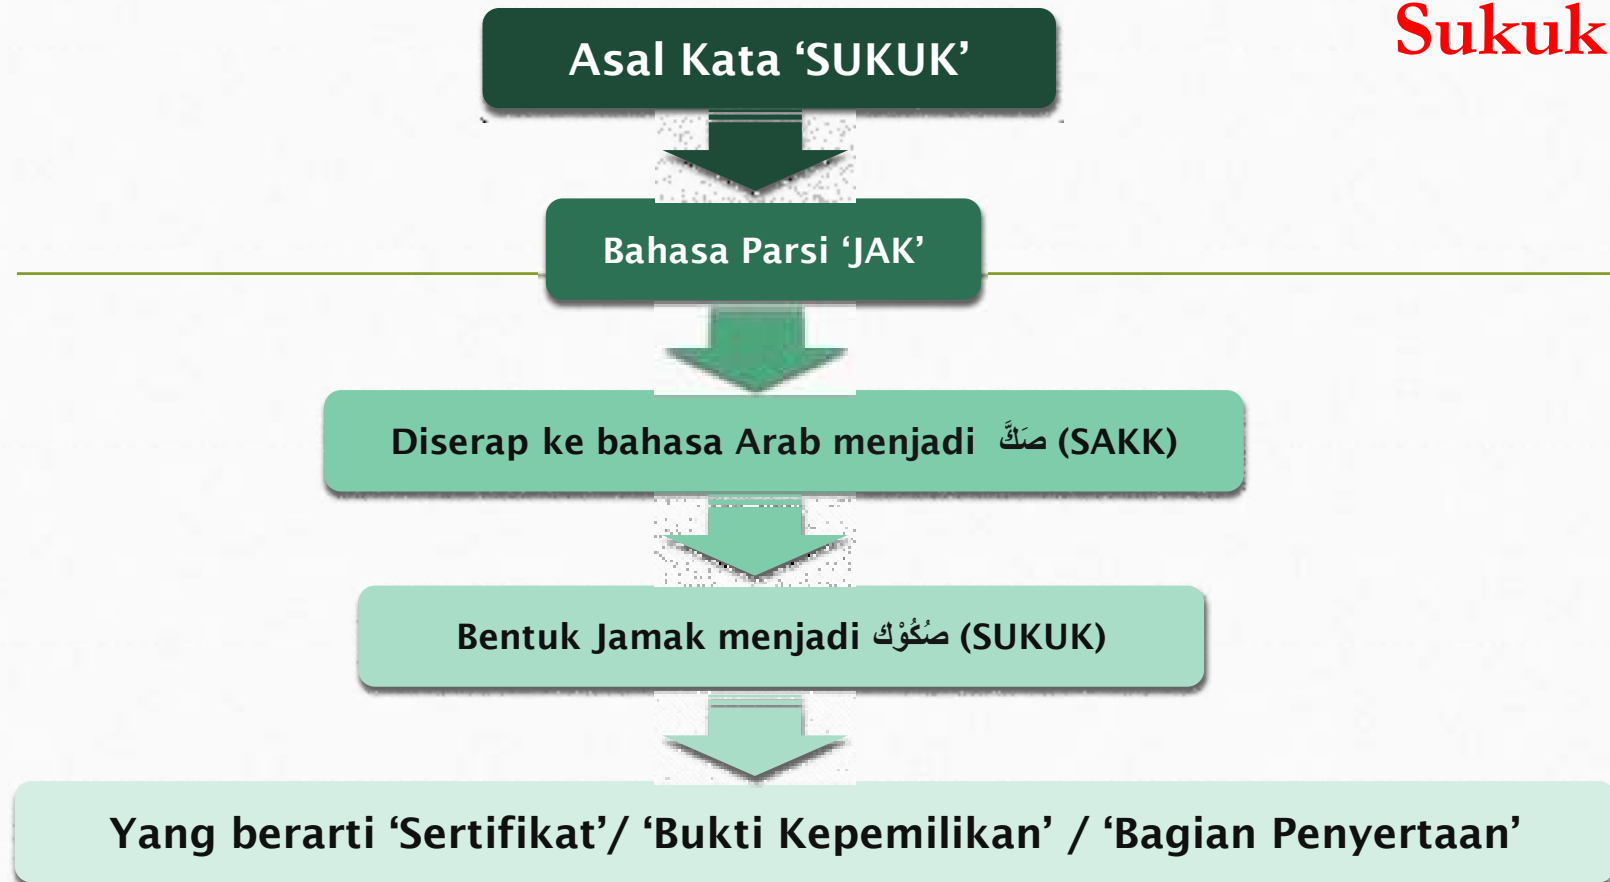 Sukuk
Asal Kata ‘SUKUK’
Bahasa Parsi ‘JAK’
Diserap ke bahasa Arab menjadi صَكَّ (SAKK)
Bentuk Jamak menjadi صُكُوْك (SUKUK)
Yang berarti ‘Sertifikat’/ ‘Bukti Kepemilikan’ / ‘Bagian Penyertaan’